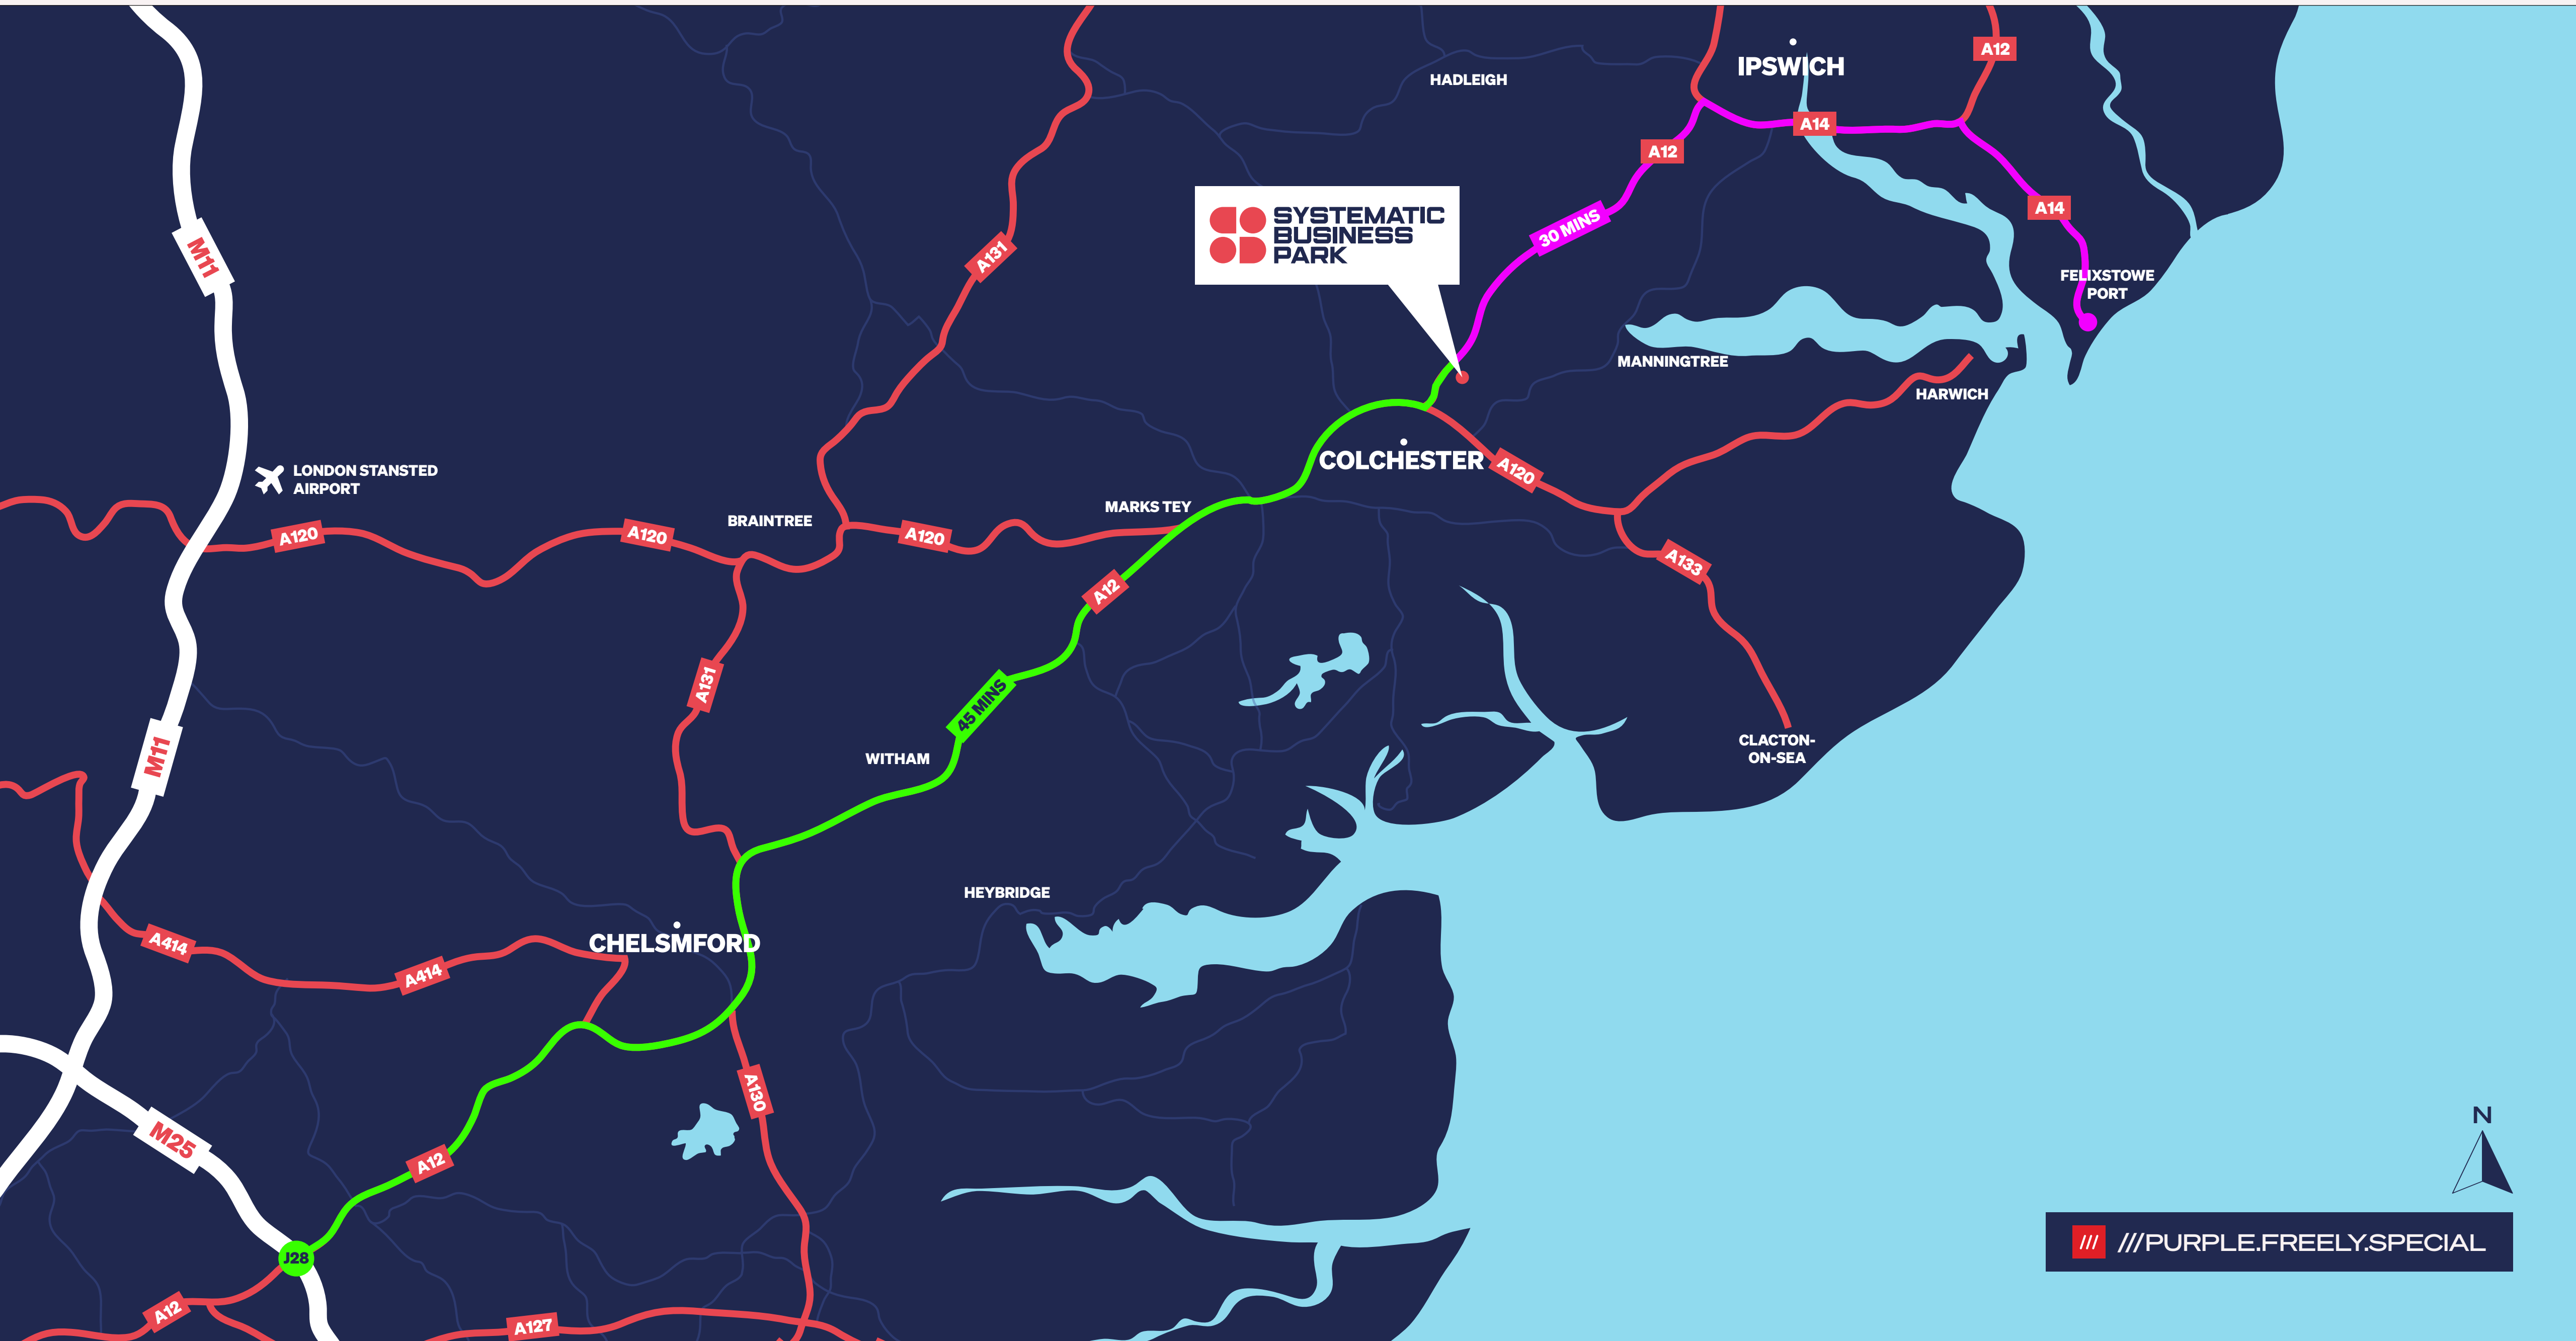 IPSWICH
A12
HADLEIGH
A14
A12
A14
SYSTEMATIC
BUSINESS
PARK
30 MINS
M11
A131
FELIXSTOWE
PORT
MANNINGTREE
HARWICH
COLCHESTER
LONDON STANSTED
AIRPORT
A120
MARKS TEY
BRAINTREE
A120
A120
A120
A133
A12
A131
45 MINS
M11
WITHAM
CLACTON-
ON-SEA
HEYBRIDGE
CHELSMFORD
A414
A414
A130
M25
A12
N
///PURPLE.FREELY.SPECIAL
J28
A12
A127